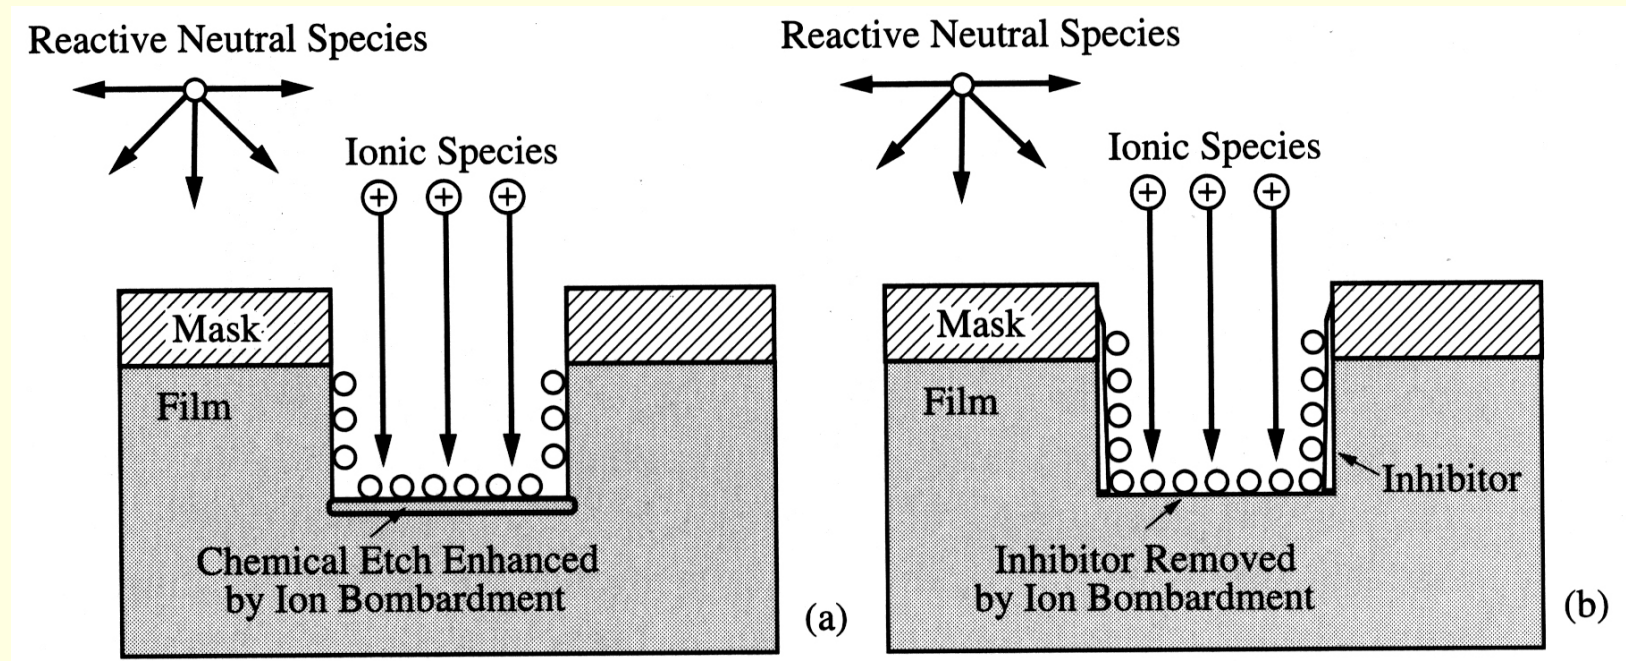 Reactive Neutral Species
Ionic Species
+ + +
Mask
Film
Chemical Etch Enhanced
by Ion Bombardment
(a)
Reactive Neutral Species
Ionic Species
+ + +
Mask
Film
Inhibitor
Inhibitor Removed
by Ion Bombardment
(b)